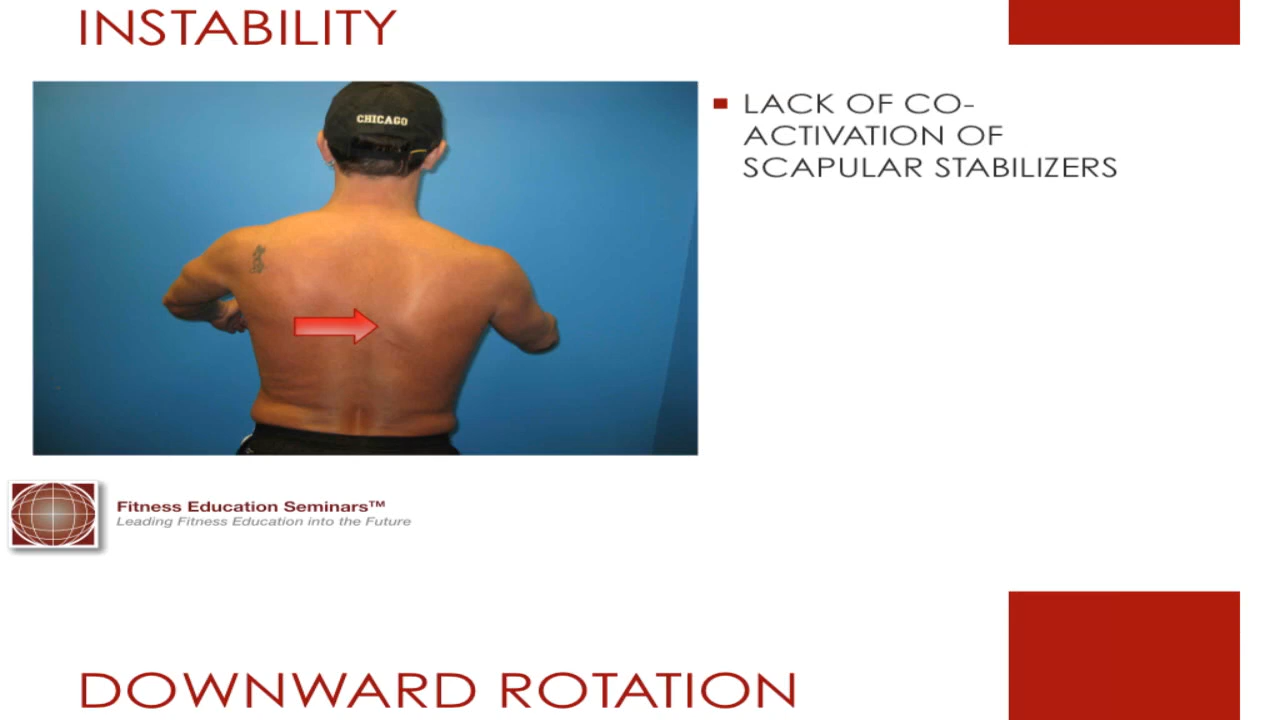 INSTABILITY
CHICAGO
LACK OF CO-
ACTIVATION OF
SCAPULAR STABILIZERS
Fitness Education Seminars™
Leading Fitness Education into the Future
DOWNWARD ROTATION